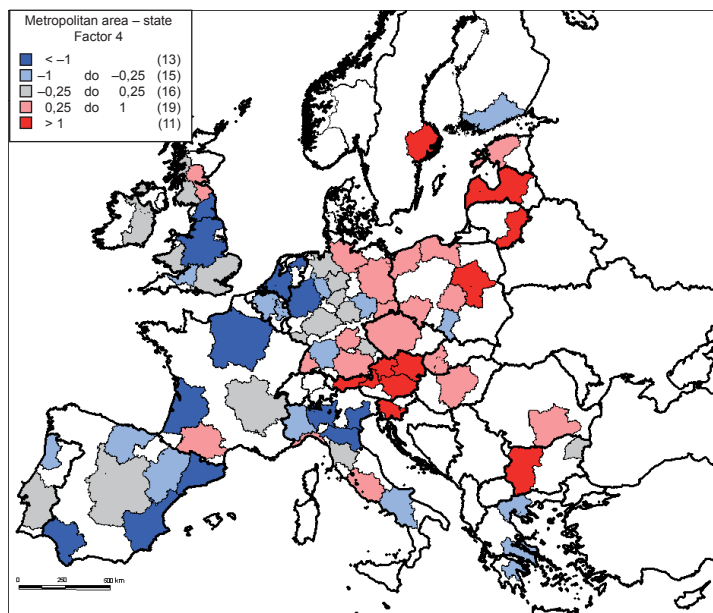 Metropolitan area – state
Factor 4
< –1 (13)
–1 do –0,25 (15)
–0,25 do 0,25 (16)
0,25 do 1 (19)
> 1 (11)
0 250 500 km